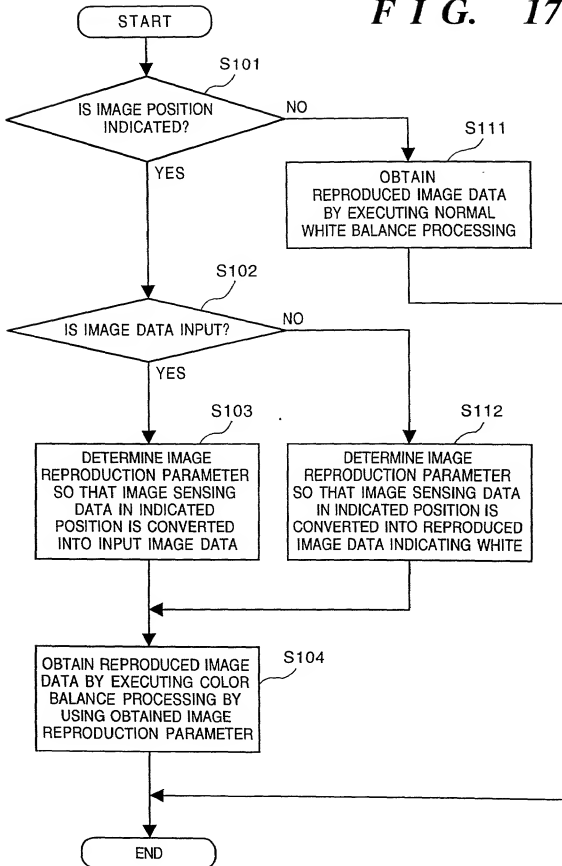 FIG. 17
START
S101
IS IMAGE POSITION
INDICATED?
NO
YES
S111
OBTAIN
REPRODUCED IMAGE DATA
BY EXECUTING NORMAL
WHITE BALANCE PROCESSING
S102
IS IMAGE DATA INPUT?
NO
YES
S103
DETERMINE IMAGE
REPRODUCTION PARAMETER
SO THAT IMAGE SENSING
DATA IN INDICATED
POSITION IS CONVERTED
INTO INPUT IMAGE DATA
S112
DETERMINE IMAGE
REPRODUCTION PARAMETER
SO THAT IMAGE SENSING DATA
IN INDICATED POSITION IS
CONVERTED INTO REPRODUCED
IMAGE DATA INDICATING WHITE
S104
OBTAIN REPRODUCED IMAGE
DATA BY EXECUTING COLOR
BALANCE PROCESSING BY
USING OBTAINED IMAGE
REPRODUCTION PARAMETER
END